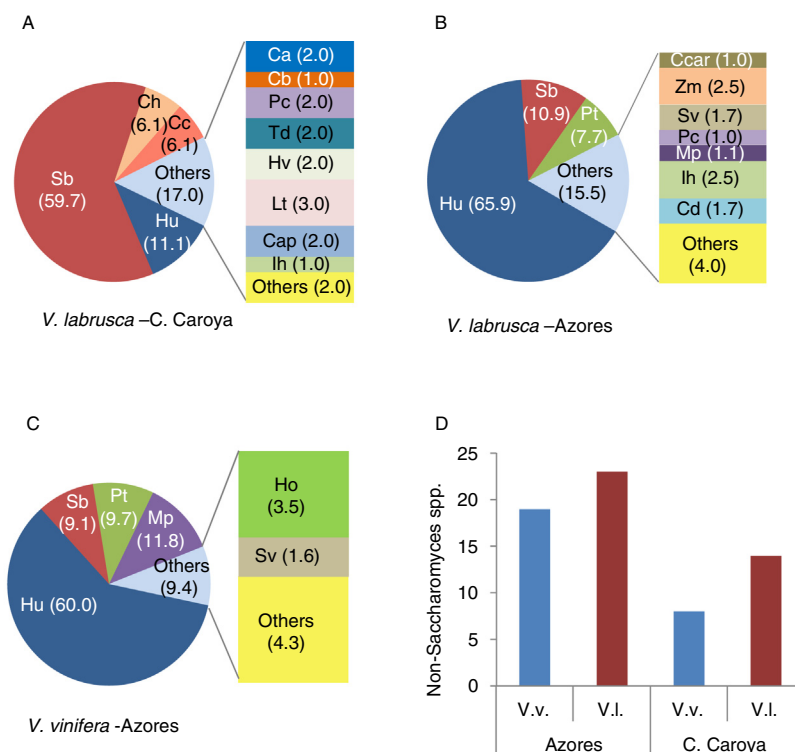 A
Ch
(6.1)
Cc
(6.1)
Sb
(59.7)
Others
(17.0)
Hu
(11.1)
Ca (2.0)
Cb (1.0)
Pc (2.0)
Td (2.0)
Hv (2.0)
Lt (3.0)
Cap (2.0)
Ih (1.0)
Others (2.0)
V. labrusca –C. Caroya
B
Sb
(10.9)
Pt
(7.7)
Hu (65.9)
Others
(15.5)
Ccar (1.0)
Zm (2.5)
Sv (1.7)
Pc (1.0)
Mp (1.1)
Ih (2.5)
Cd (1.7)
Others
(4.0)
V. labrusca –Azores
C
Sb
(9.1)
Pt
(9.7)
Mp
(11.8)
Others
(9.4)
Hu (60.0)
Ho
(3.5)
Sv (1.6)
Others
(4.3)
V. vinifera -Azores
D
Non-Saccharomyces spp.
25
20
15
10
5
0
V.v. V.l. V.v. V.l.
Azores C. Caroya